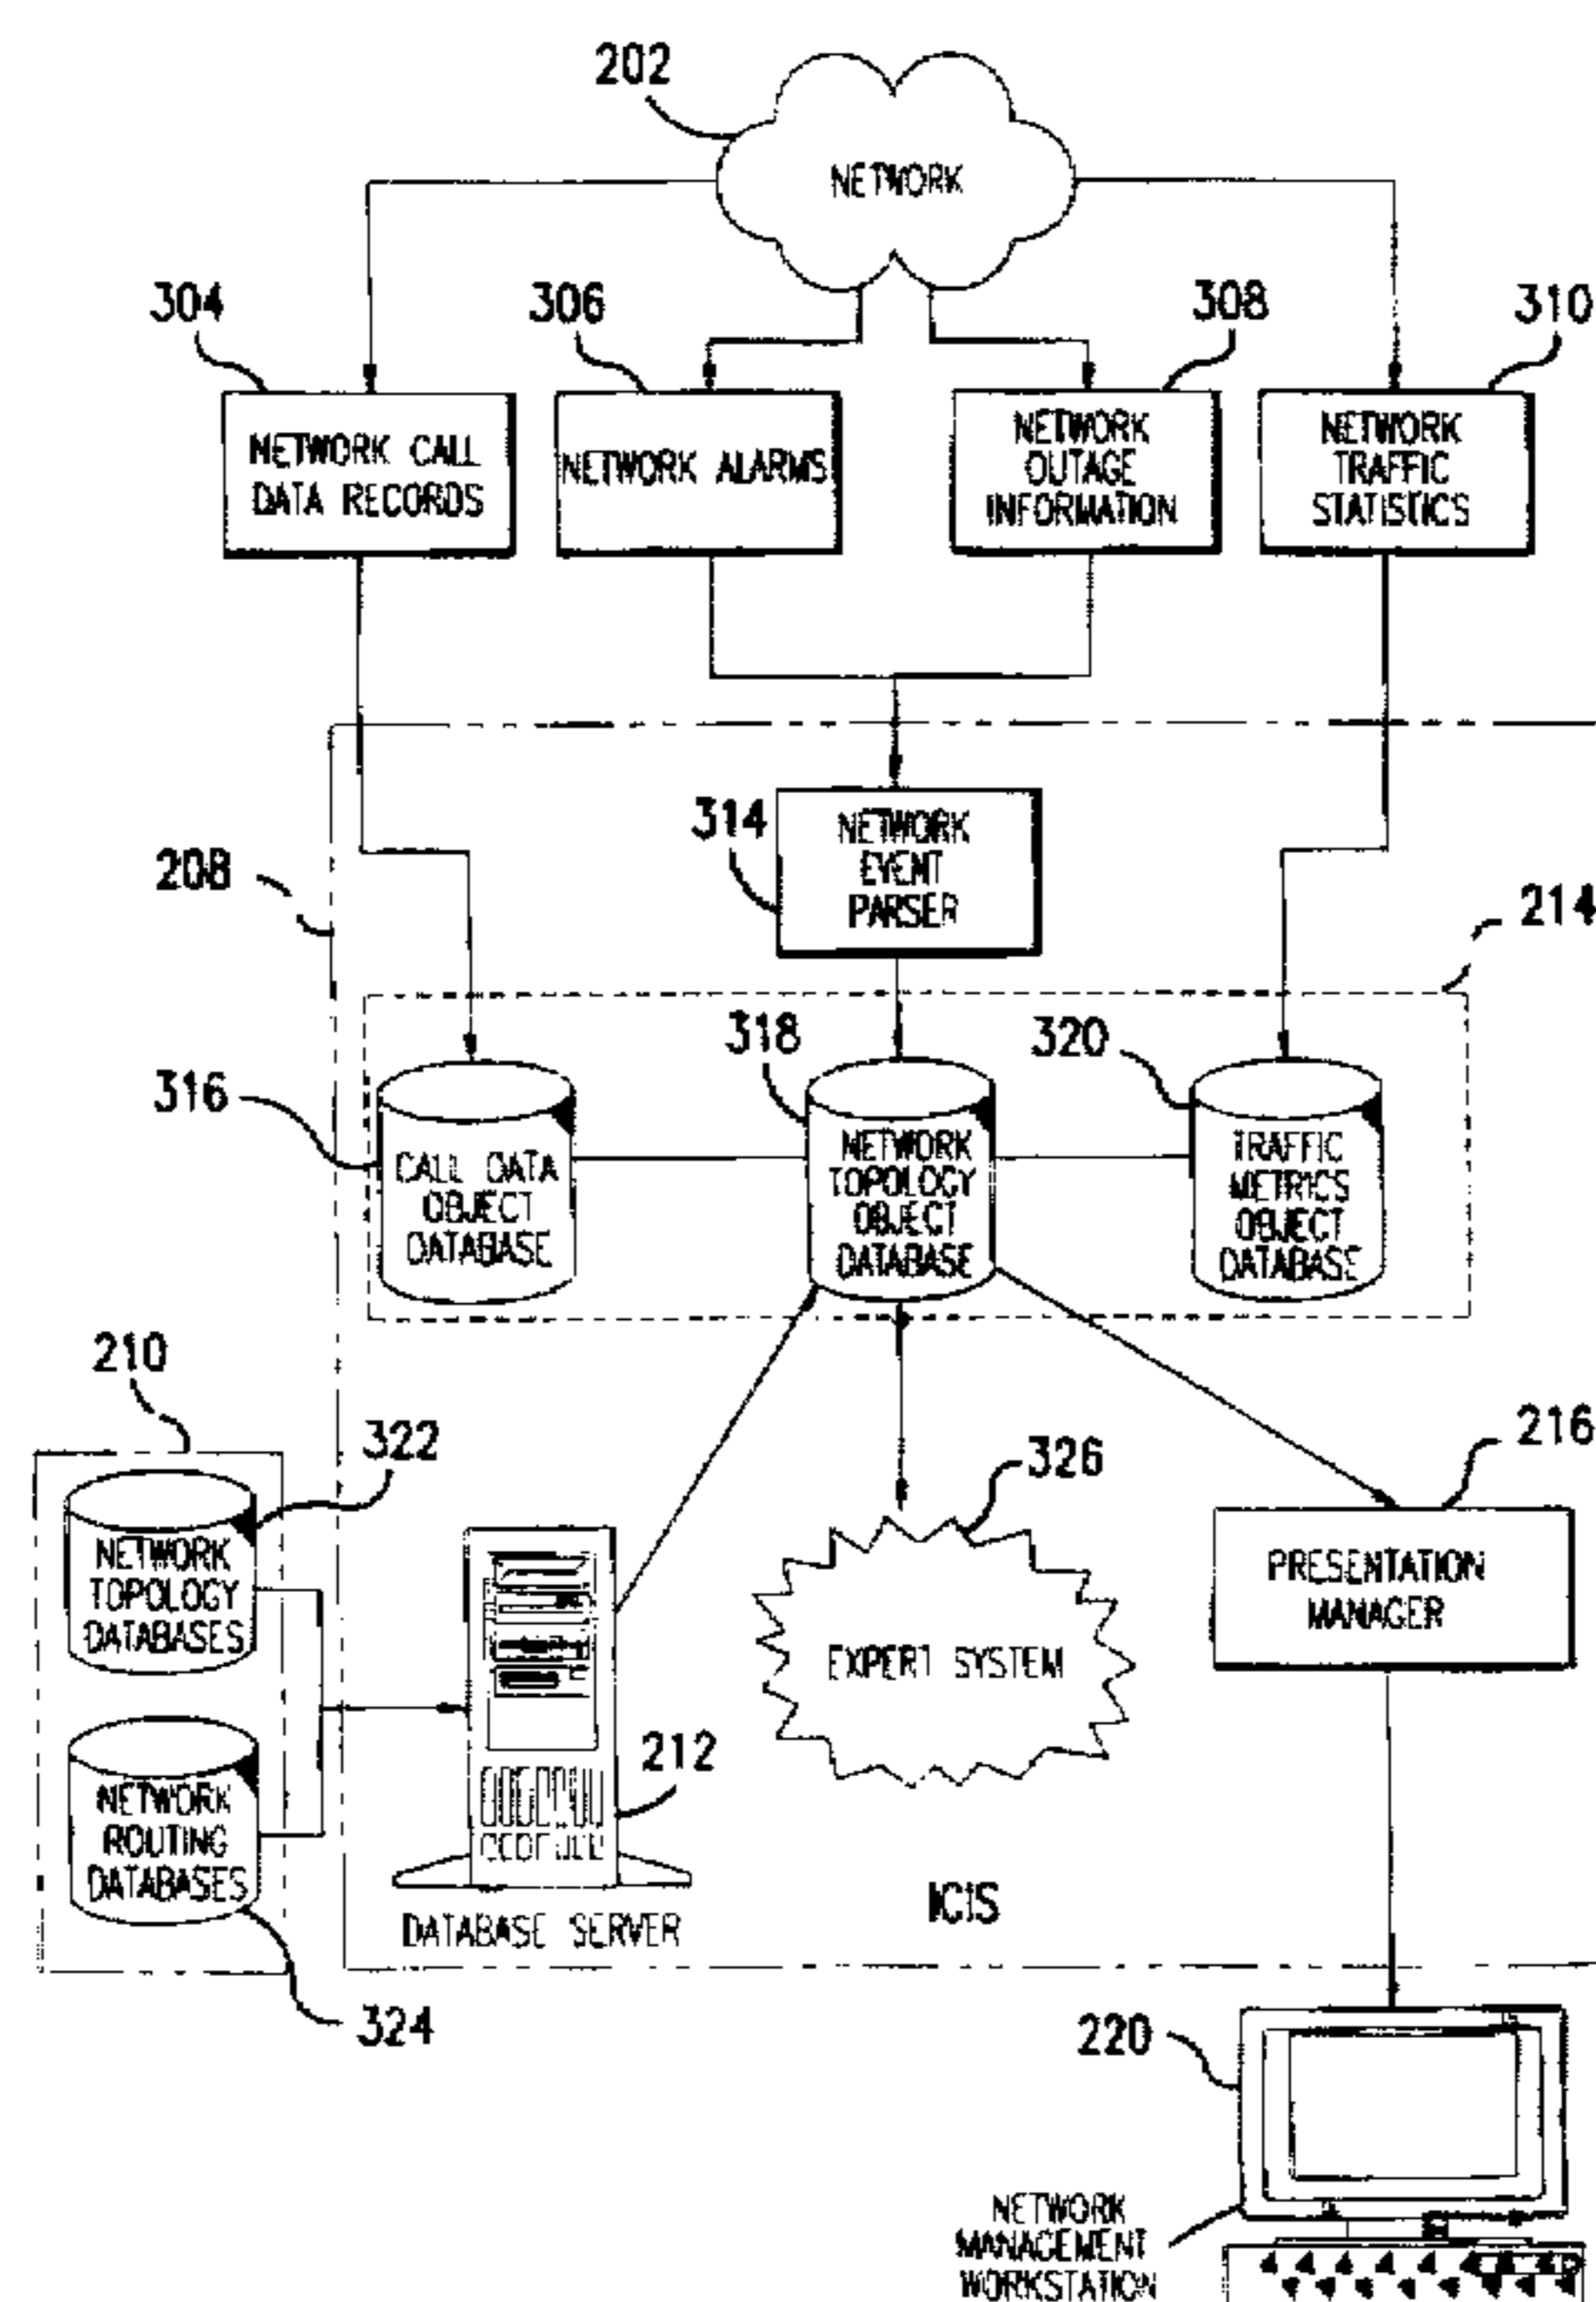 202
NETWORK
304
306
308
310
NETWORK CALL
DATA RECORDS
NETWORK ALARMS
NETWORK
OUTAGE
INFORMATION
NETWORK
TRAFFIC
STATISTICS
314
NETWORK
EVENT
PARSER
208
214
318
320
316
CALL DATA
OBJECT
DATABASE
NETWORK
TOPOLOGY
OBJECT
DATABASE
TRAFFIC
METRICS
OBJECT
DATABASE
210
322
326
216
NETWORK
TOPOLOGY
DATABASES
EXPERT SYSTEM
PRESENTATION
MANAGER
212
NETWORK
ROUTING
DATABASES
DATABASE SERVER
ICIS
324
220
NETWORK
MANAGEMENT
WORKSTATION